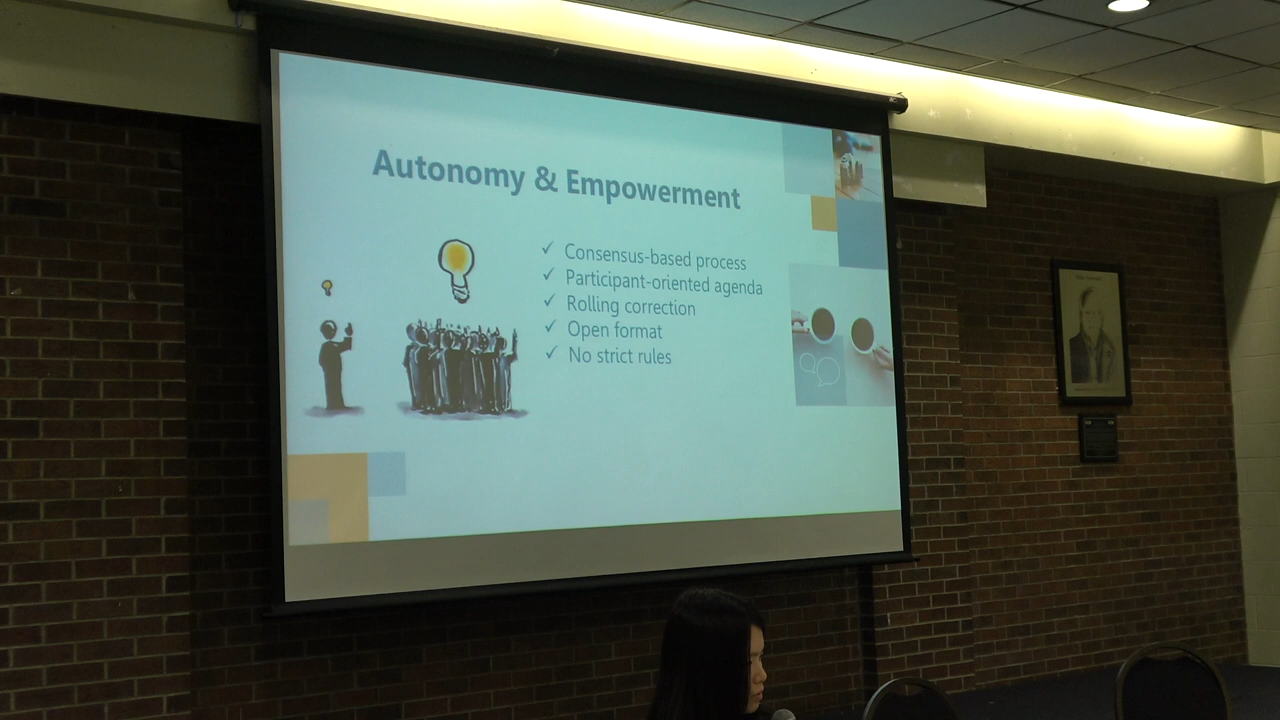 Autonomy & Empowerment
✓ Consensus-based process
✓ Participant-oriented agenda
✓ Rolling correction
✓ Open format
✓ No strict rules